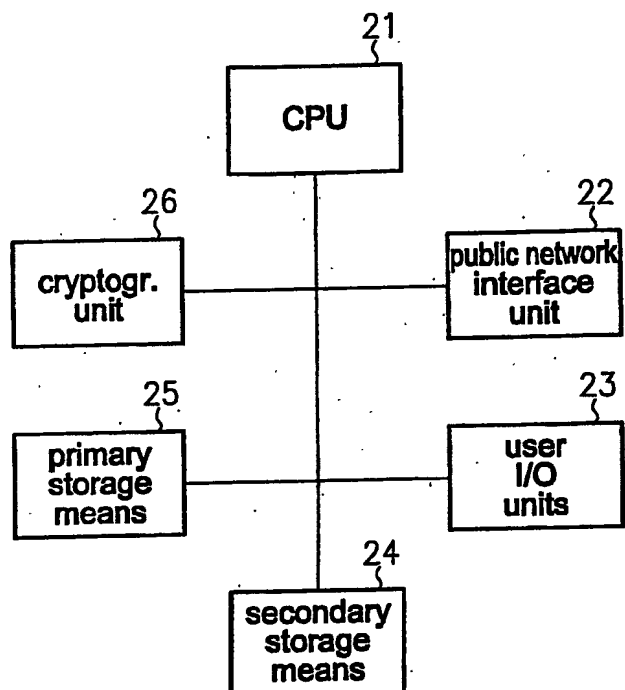 21
CPU
26
cryptogr.
unit
22
public network
interface
unit
25
primary
storage
means
23
user
I/O
units
24
secondary
storage
means